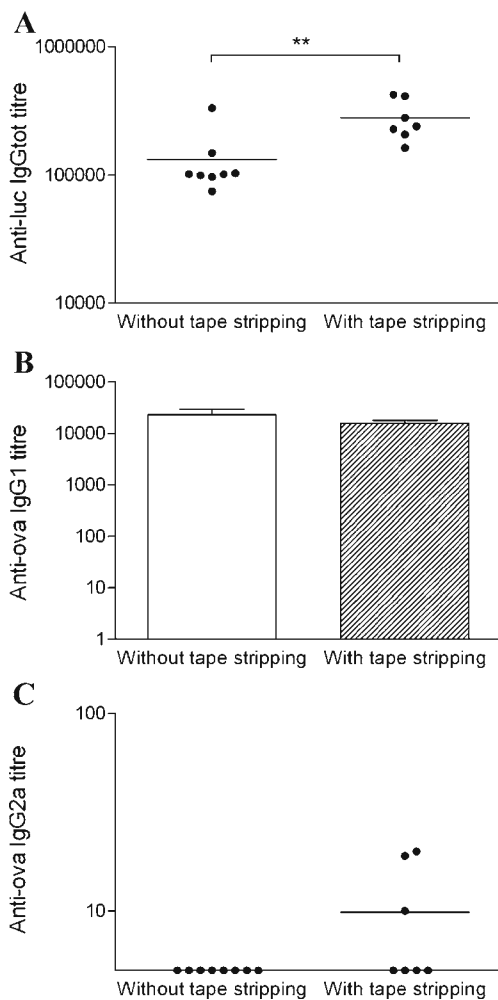 A
Anti-luc IgGtot titre
1000000
**
100000
10000
Without tape stripping With tape stripping
B
Anti-ova IgG1 titre
100000
10000
1000
100
10
1
Without tape stripping With tape stripping
C
Anti-ova IgG2a titre
100
10
Without tape stripping With tape stripping